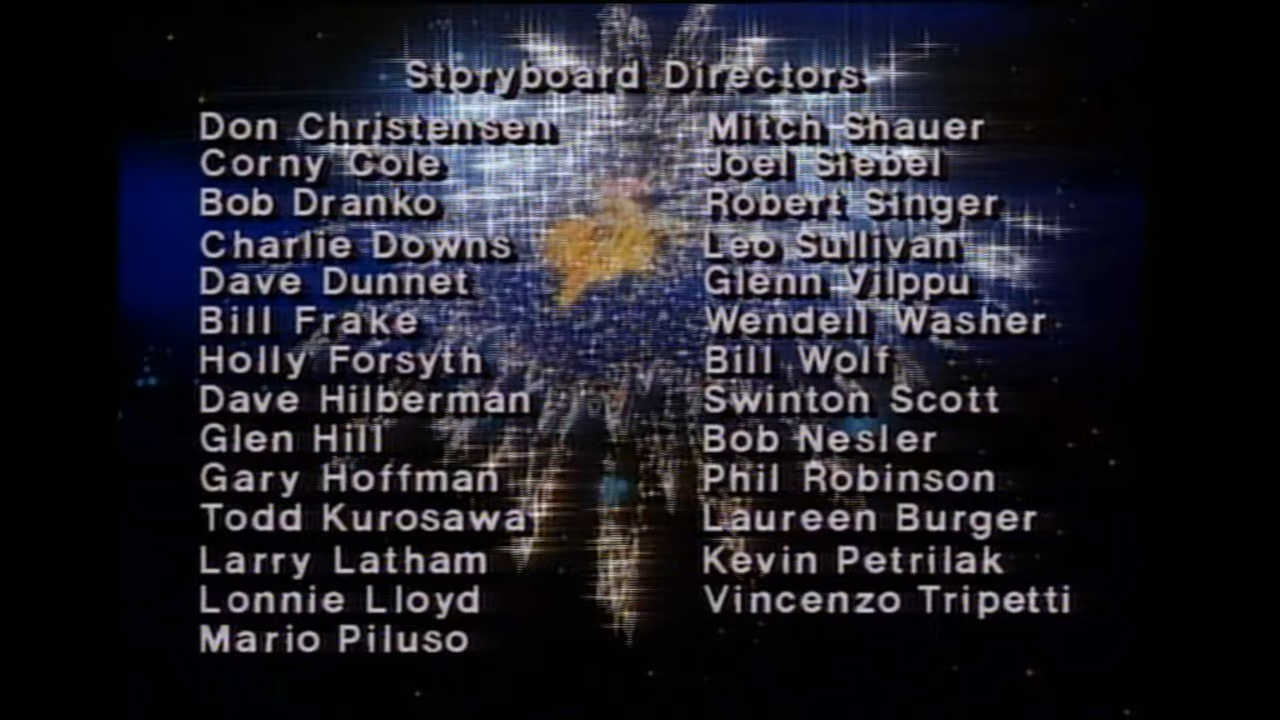 Storyboard Directors
Don Christensen
Corny Cole
Bob Dranko
Charlie Downs
Dave Dunnet
Bill Frake
Holly Forsyth
Dave Hilberman
Glen Hill
Gary Hoffman
Todd Kurosawa
Larry Latham
Lonnie Lloyd
Mario Piluso
Mitch Shauer
Joel Siebel
Robert Singer
Leo Sullivan
Glenn Vilppu
Wendell Washer
Bill Wolf
Swinton Scott
Bob Nesler
Phil Robinson
Laureen Burger
Kevin Petrilak
Vincenzo Tripetti